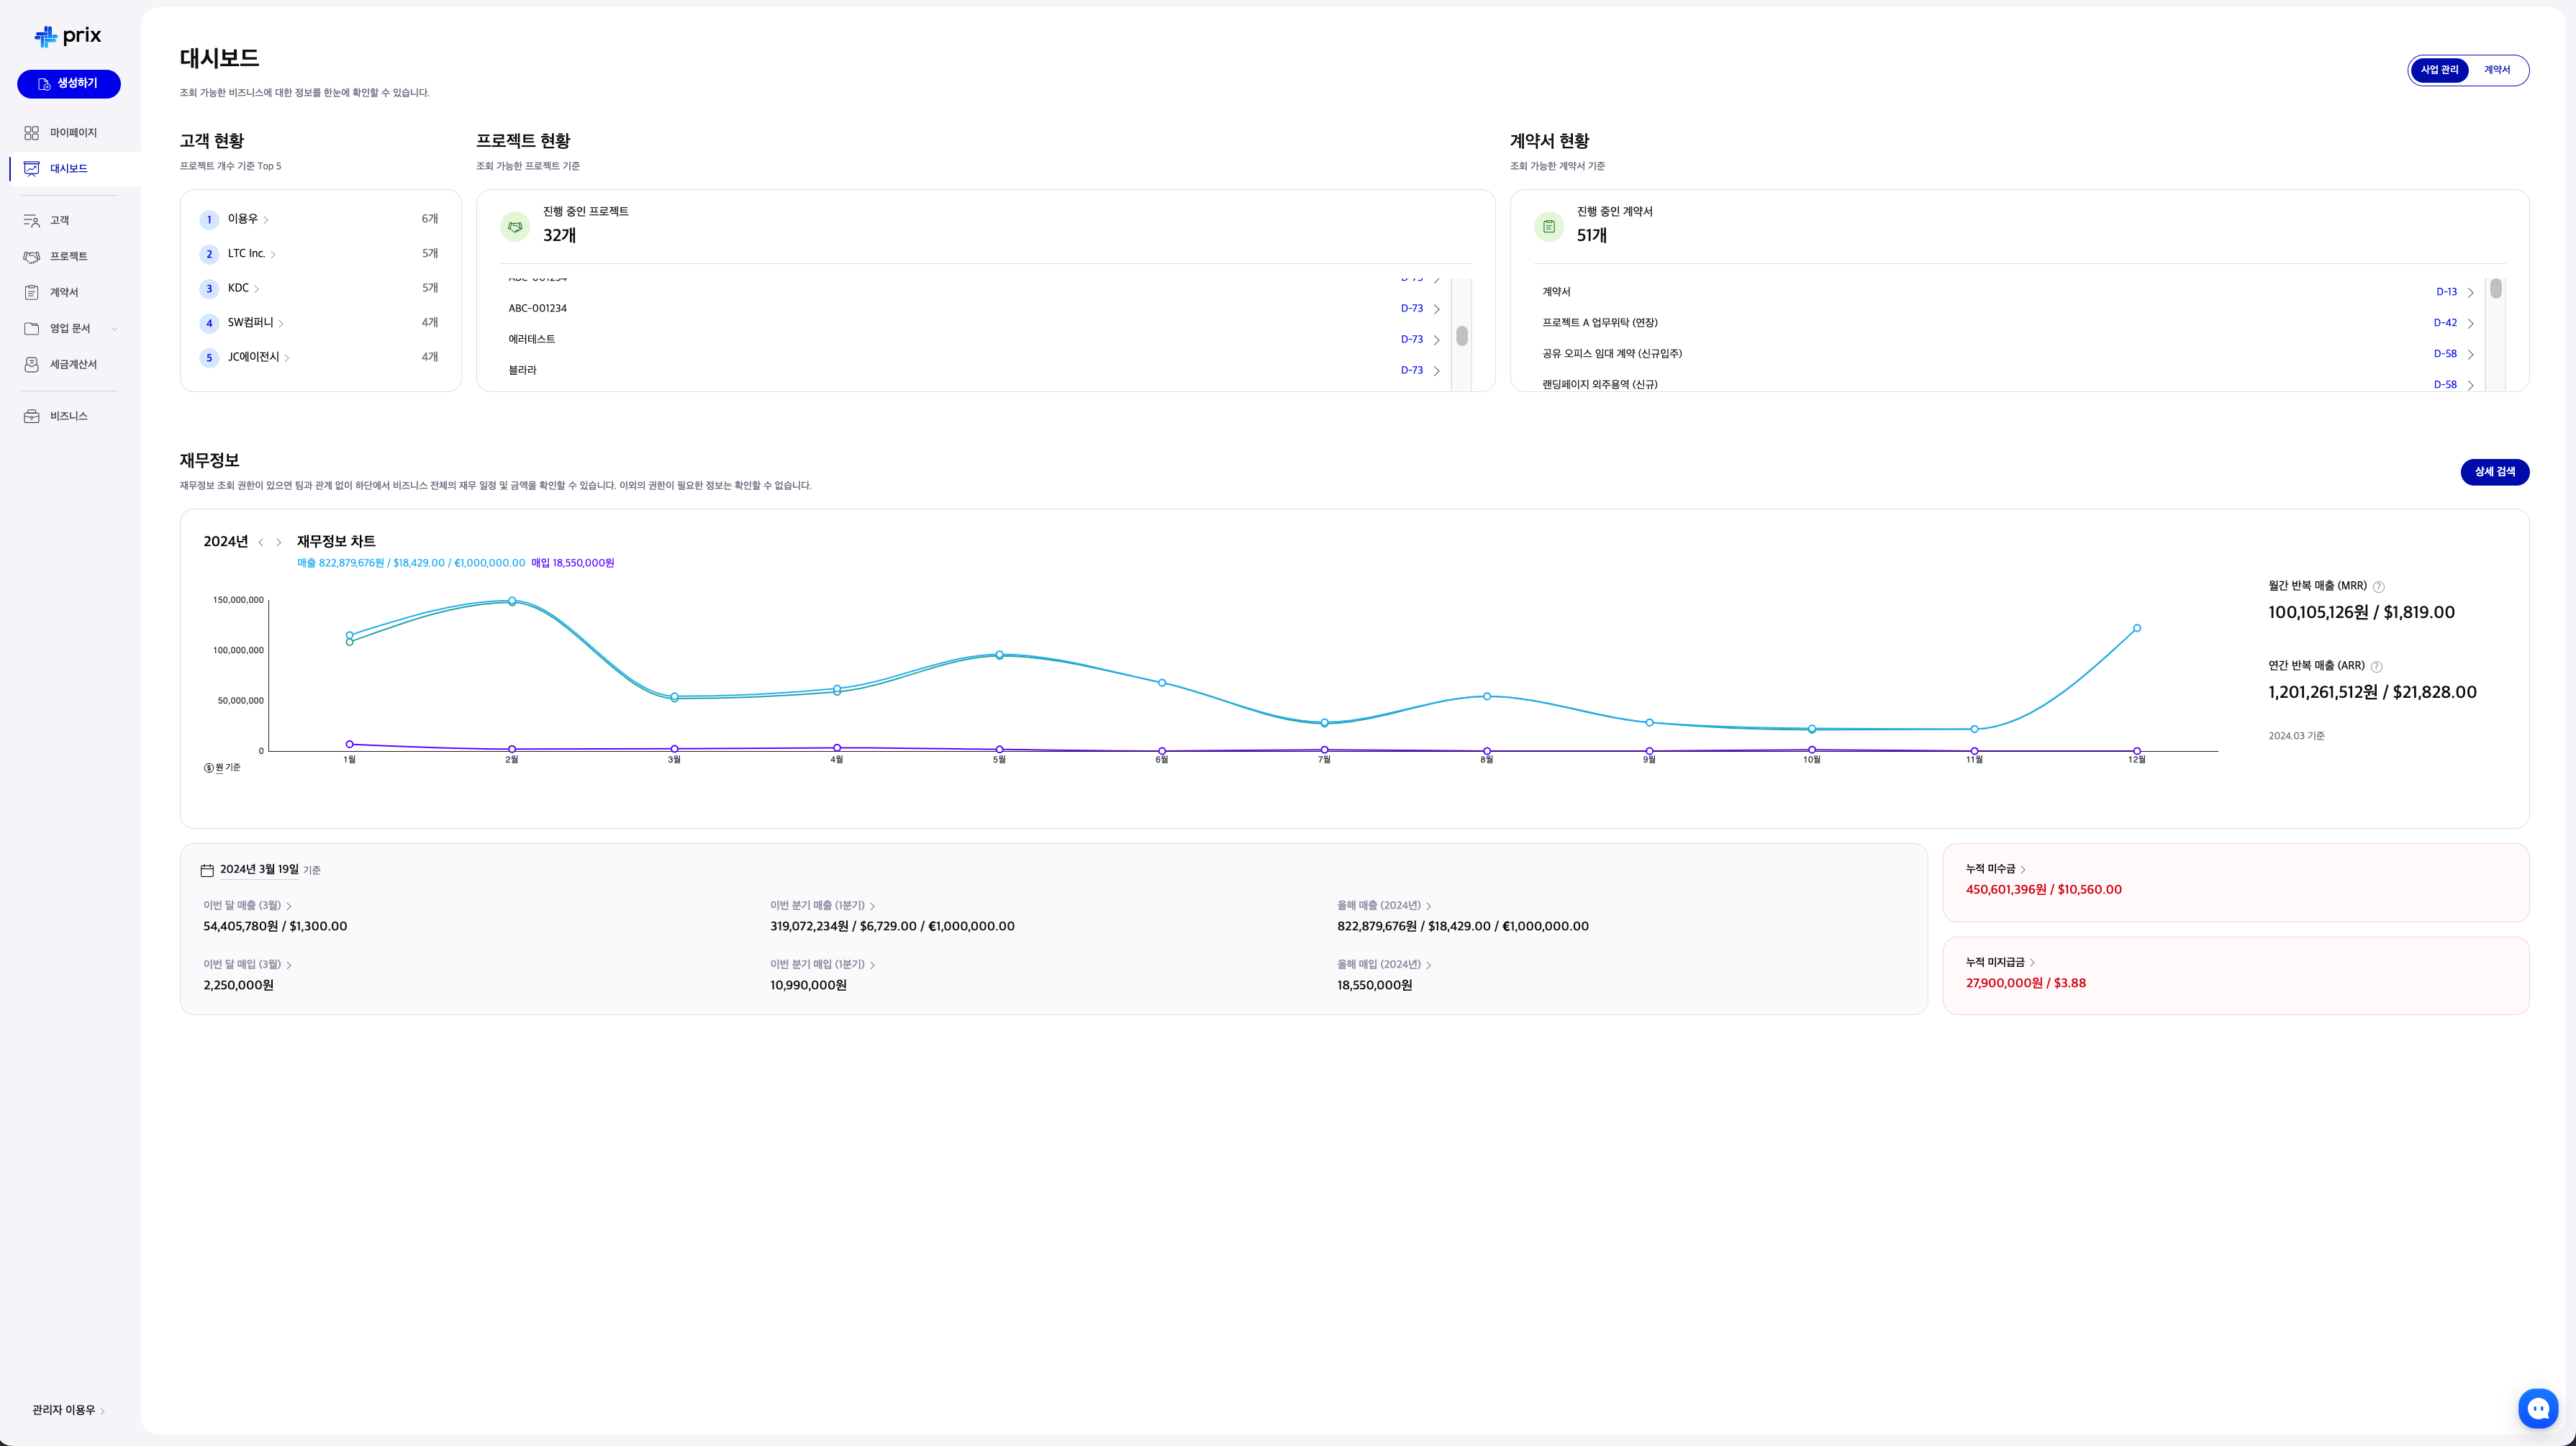 prix
생성하기
마이페이지
대시보드
고객
프로젝트
계약서
영입 문서
세금계산서
비즈니스
관리자 이용우
대시보드
조회 가능한 비즈니스에 대한 정보를 한눈에 확인할 수 있습니다.
사업 관리 계약서
고객 현황
프로젝트 개수 기준 Top 5
1 이용우 6개
2 LTC Inc. 5개
3 KDC 5개
4 SW컴퍼니 4개
5 JC에이전시 4개
프로젝트 현황
조회 가능한 프로젝트 기준
진행 중인 프로젝트
32개
ABC-001234 D-73
ABC-001234 D-73
에러테스트 D-73
블라라 D-73
계약서 현황
조회 가능한 계약서 기준
진행 중인 계약서
51개
계약서 D-13
프로젝트 A 업무위탁 (연장) D-42
공유 오피스 임대 계약 (신규입주) D-58
랜딩페이지 외주용역 (신규) D-58
재무정보
재무정보 조회 권한이 있으면 팀과 관계 없이 하단에서 비즈니스 전체의 재무 일정 및 금액을 확인할 수 있습니다. 이외의 권한이 필요한 정보는 확인할 수 없습니다.
상세 검색
2024년 재무정보 차트
매출 822,879,676원 / $18,429.00 / €1,000,000.00 매입 18,550,000원
150,000,000
100,000,000
50,000,000
0
1월 2월 3월 4월 5월 6월 7월 8월 9월 10월 11월 12월
$ 원 기준
월간 반복 매출 (MRR) ?
100,105,126원 / $1,819.00
연간 반복 매출 (ARR) ?
1,201,261,512원 / $21,828.00
2024.03 기준
2024년 3월 19일 기준
이번 달 매출 (3월)
54,405,780원 / $1,300.00
이번 분기 매출 (1분기)
319,072,234원 / $6,729.00 / €1,000,000.00
올해 매출 (2024년)
822,879,676원 / $18,429.00 / €1,000,000.00
이번 달 매입 (3월)
2,250,000원
이번 분기 매입 (1분기)
10,990,000원
올해 매입 (2024년)
18,550,000원
누적 미수금
450,601,396원 / $10,560.00
누적 미지급금
27,900,000원 / $3.88